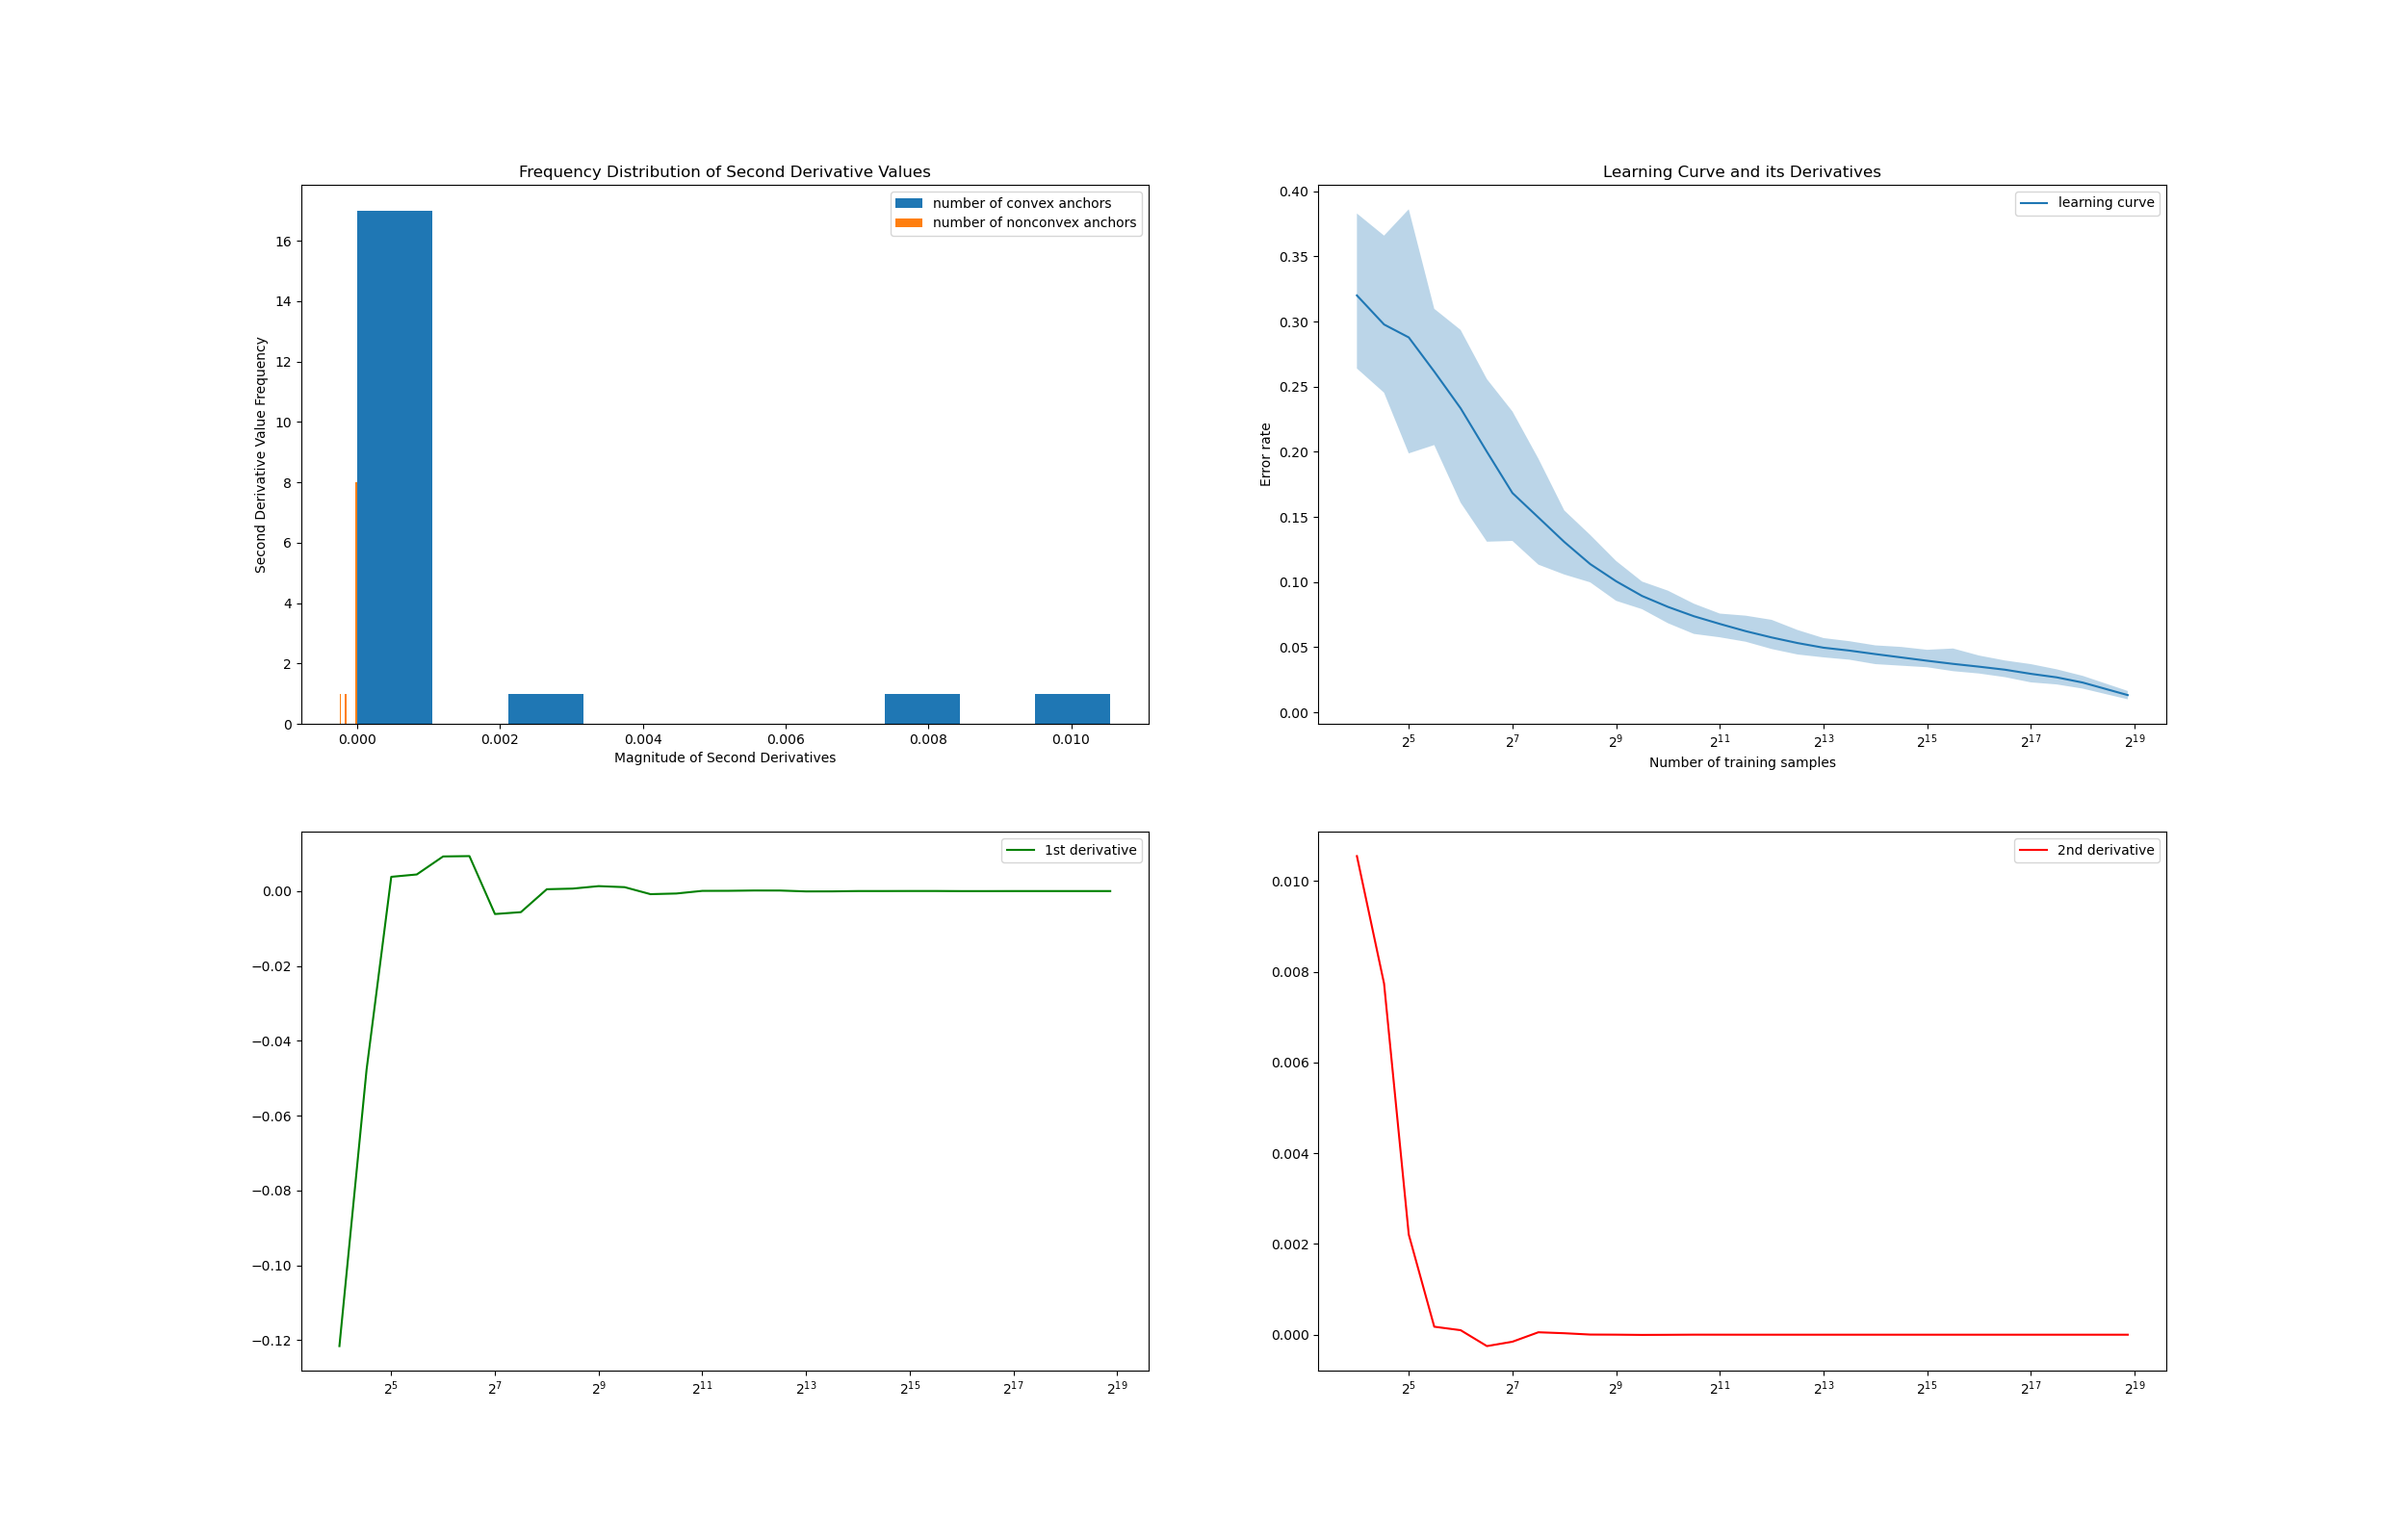 Frequency Distribution of Second Derivative Values
number of convex anchors
number of nonconvex anchors
Second Derivative Value Frequency
16
14
12
10
8
6
4
2
0
0.000 0.002 0.004 0.006 0.008 0.010
Magnitude of Second Derivatives
Learning Curve and its Derivatives
learning curve
Error rate
0.40
0.35
0.30
0.25
0.20
0.15
0.10
0.05
0.00
2^5 2^7 2^9 2^11 2^13 2^15 2^17 2^19
Number of training samples
1st derivative
0.00
−0.02
−0.04
−0.06
−0.08
−0.10
−0.12
2^5 2^7 2^9 2^11 2^13 2^15 2^17 2^19
2nd derivative
0.010
0.008
0.006
0.004
0.002
0.000
2^5 2^7 2^9 2^11 2^13 2^15 2^17 2^19